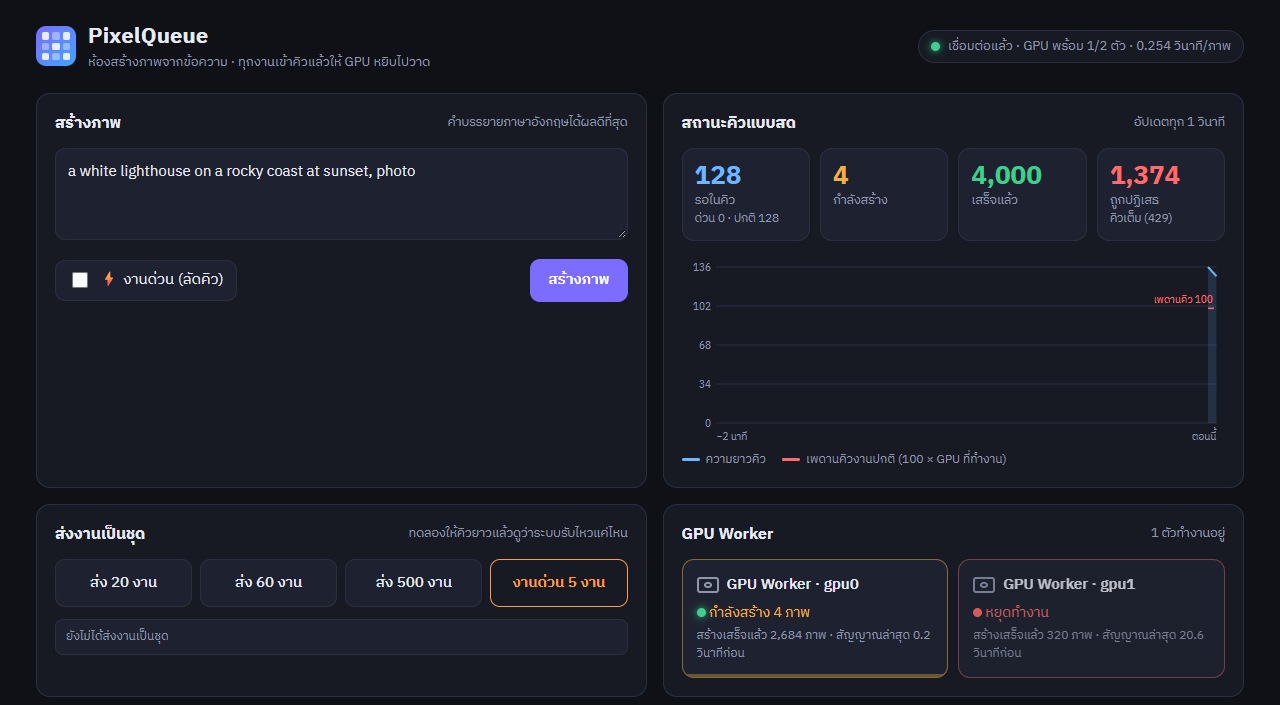 PixelQueue
ห้องสร้างภาพจากข้อความ · ทุกงานเข้าคิวแล้วให้ GPU หยิบไปวาด
เชื่อมต่อแล้ว · GPU พร้อม 1/2 ตัว · 0.254 วินาที/ภาพ
สร้างภาพ
คำบรรยายภาษาอังกฤษได้ผลดีที่สุด
a white lighthouse on a rocky coast at sunset, photo
งานด่วน (ลัดคิว)
สร้างภาพ
สถานะคิวแบบสด
อัปเดตทุก 1 วินาที
128
รอในคิว
ด่วน 0 · ปกติ 128
4
กำลังสร้าง
4,000
เสร็จแล้ว
1,374
ถูกปฏิเสธ
คิวเต็ม (429)
136
102
68
34
0
เพดานคิว 100
−2 นาที
ตอนนี้
ความยาวคิว
เพดานคิวงานปกติ (100 × GPU ที่ทำงาน)
ส่งงานเป็นชุด
ทดลองให้คิวยาวแล้วดูว่าระบบรับไหวแค่ไหน
ส่ง 20 งาน
ส่ง 60 งาน
ส่ง 500 งาน
งานด่วน 5 งาน
ยังไม่ได้ส่งงานเป็นชุด
GPU Worker
1 ตัวทำงานอยู่
GPU Worker · gpu0
กำลังสร้าง 4 ภาพ
สร้างเสร็จแล้ว 2,684 ภาพ · สัญญาณล่าสุด 0.2
วินาทีก่อน
GPU Worker · gpu1
หยุดทำงาน
สร้างเสร็จแล้ว 320 ภาพ · สัญญาณล่าสุด 20.6
วินาทีก่อน